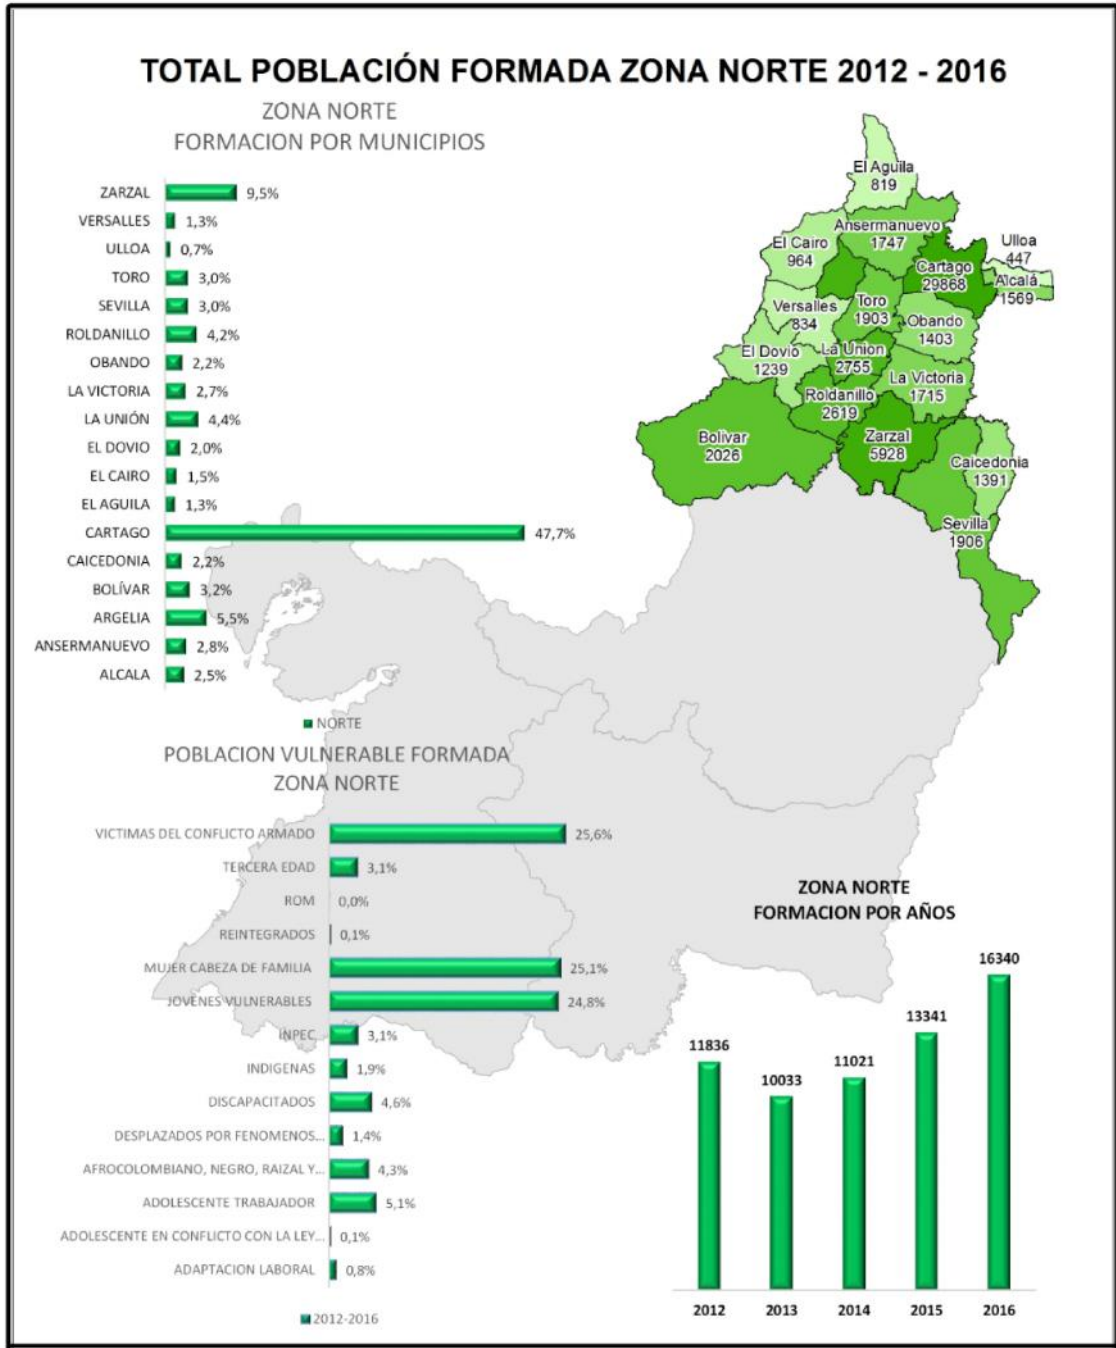 TOTAL POBLACIÓN FORMADA ZONA NORTE 2012 - 2016
ZONA NORTE
FORMACION POR MUNICIPIOS
ZARZAL 9,5%
VERSALLES 1,3%
ULLOA 0,7%
TORO 3,0%
SEVILLA 3,0%
ROLDANILLO 4,2%
OBANDO 2,2%
LA VICTORIA 2,7%
LA UNIÓN 4,4%
EL DOVIO 2,0%
EL CAIRO 1,5%
EL AGUILA 1,3%
CARTAGO 47,7%
CAICEDONIA 2,2%
BOLÍVAR 3,2%
ARGELIA 5,5%
ANSERMANUEVO 2,8%
ALCALA 2,5%
NORTE
El Aguila
819
Ansermanuevo
1747
El Cairo
964
Ulloa
447
Cartago
29868
Alcalá
1569
Versalles
834
Toro
1903
Obando
1403
El Dovio
1239
La Union
2755
La Victoria
1715
Roldanillo
2619
Bolívar
2026
Zarzal
5928
Caicedonia
1391
Sevilla
1906
POBLACION VULNERABLE FORMADA
ZONA NORTE
VICTIMAS DEL CONFLICTO ARMADO 25,6%
TERCERA EDAD 3,1%
ROM 0,0%
REINTEGRADOS 0,1%
MUJER CABEZA DE FAMILIA 25,1%
JOVENES VULNERABLES 24,8%
INPEC 3,1%
INDIGENAS 1,9%
DISCAPACITADOS 4,6%
DESPLAZADOS POR FENOMENOS... 1,4%
AFROCOLOMBIANO, NEGRO, RAIZAL Y... 4,3%
ADOLESCENTE TRABAJADOR 5,1%
ADOLESCENTE EN CONFLICTO CON LA LEY... 0,1%
ADAPTACION LABORAL 0,8%
2012-2016
ZONA NORTE
FORMACION POR AÑOS
11836 10033 11021 13341 16340
2012 2013 2014 2015 2016